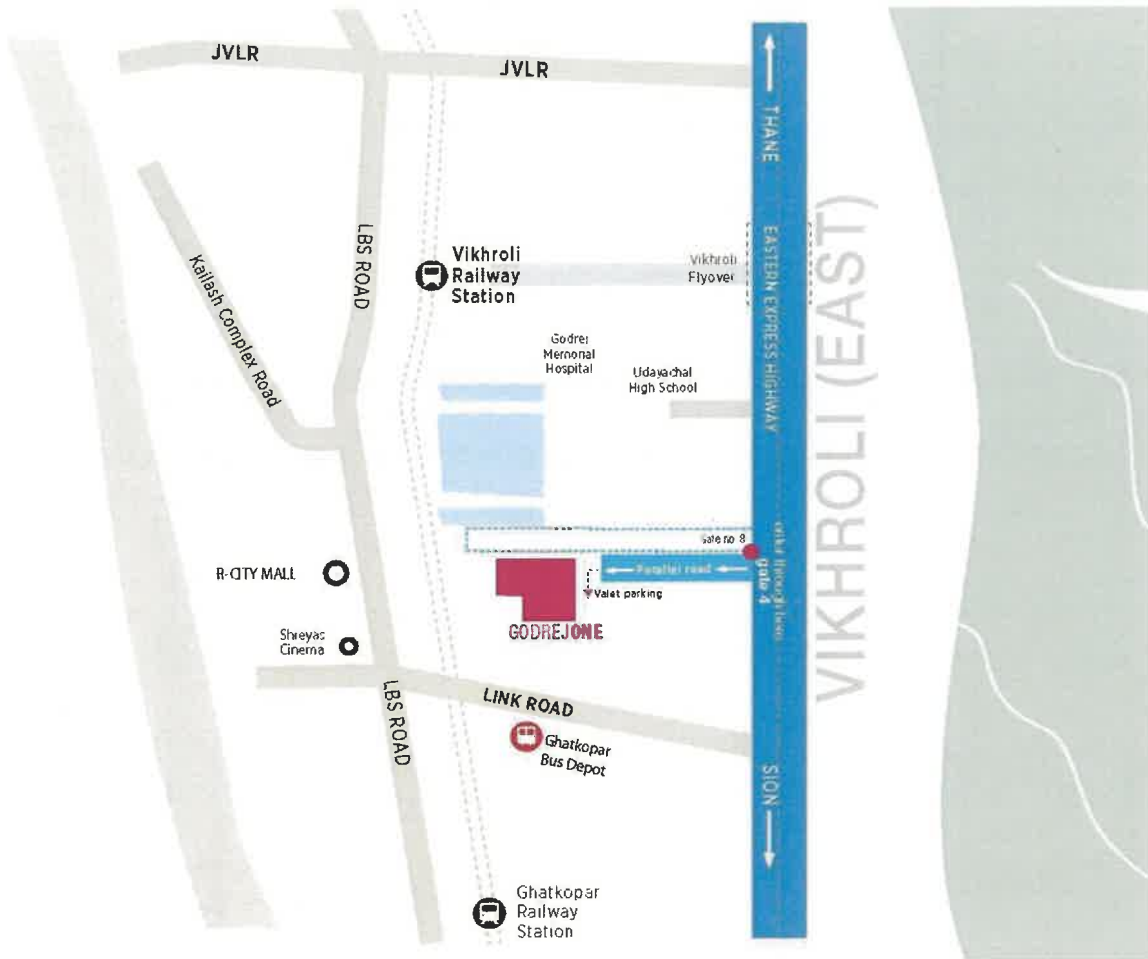 JVLR
JVLR
THANE
LBS ROAD
Kailash Complex Road
Vikhroli
Railway
Station
Vikhroli
Flyover
EASTERN EXPRESS HIGHWAY
VIKHROLI (EAST)
Godrej
Memorial
Hospital
Udayachal
High School
Gate no. 8
gate 4
Parallel road
Valet parking
R-CITY MALL
GODREJONE
Shreyas
Cinema
LBS ROAD
LINK ROAD
Ghatkopar
Bus Depot
SION
Ghatkopar
Railway
Station